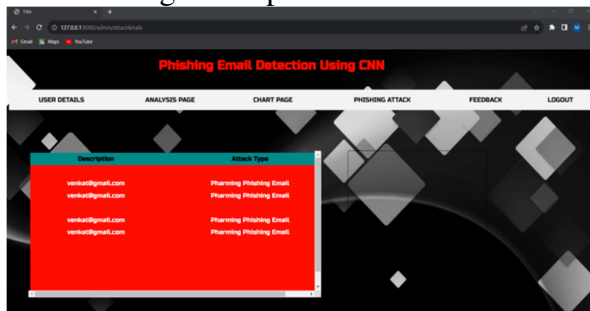 Title
127.0.0.1:8000/admin/attackdetails
Gmail Maps YouTube
Phishing Email Detection Using CNN
USER DETAILS ANALYSIS PAGE CHART PAGE PHISHING ATTACK FEEDBACK LOGOUT
Description Attack Type
venkat@gmail.com Pharming Phishing Email
venkat@gmail.com Pharming Phishing Email
venkat@gmail.com Pharming Phishing Email
venkat@gmail.com Pharming Phishing Email